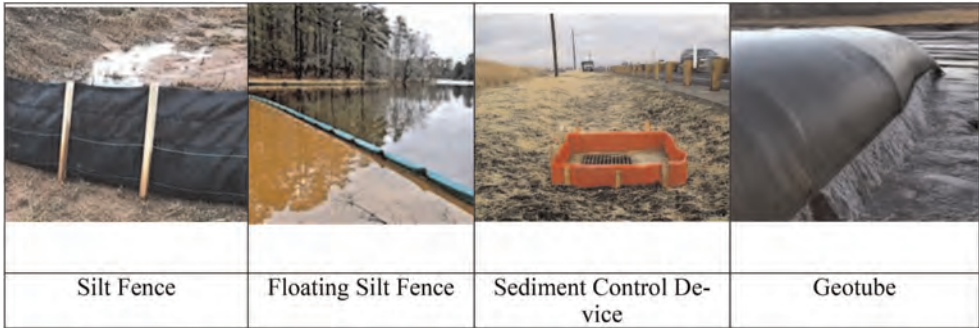 Silt Fence
Floating Silt Fence
Sediment Control De-
vice
Geotube